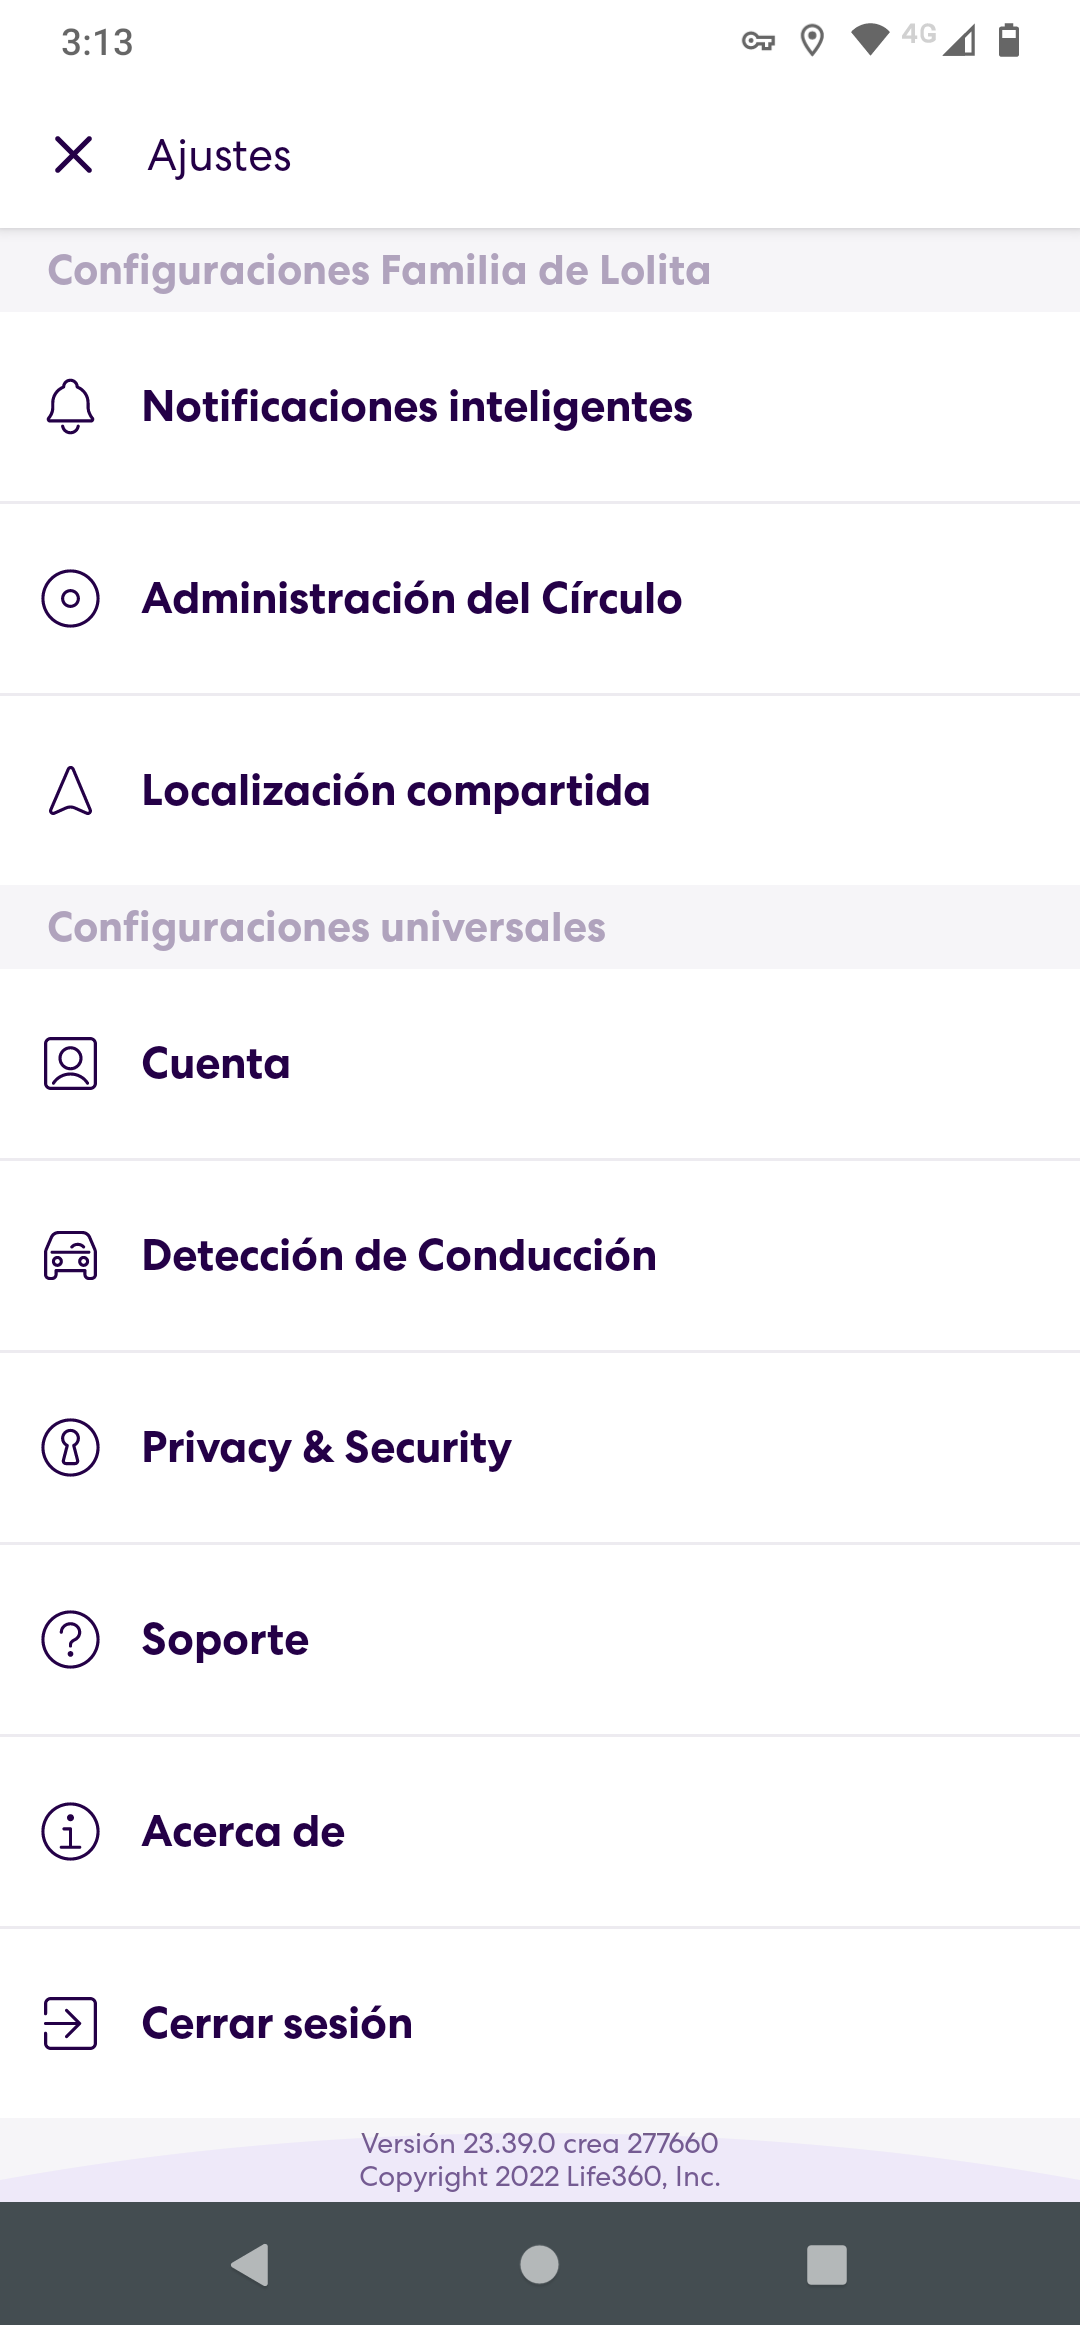 3:13
4G
Ajustes
Configuraciones Familia de Lolita
Notificaciones inteligentes
Administración del Círculo
Localización compartida
Configuraciones universales
Cuenta
Detección de Conducción
Privacy & Security
Soporte
Acerca de
Cerrar sesión
Versión 23.39.0 crea 277660
Copyright 2022 Life360, Inc.